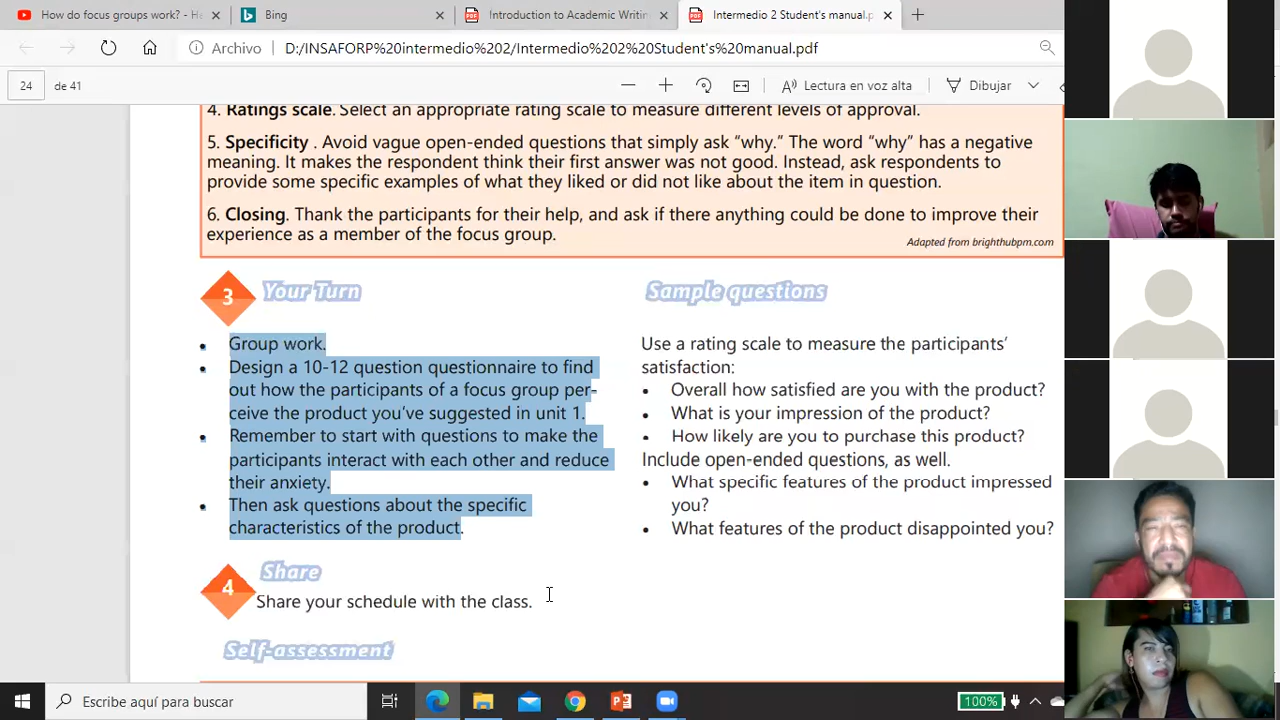 How do focus groups work? - He
Bing
Introduction to Academic Writin
Intermedio 2 Student's manual.p
Archivo
D:/INSAFORP%20intermedio%202/Intermedio%202%20Student's%20manual.pdf
24
de 41
Lectura en voz alta
Dibujar
4. Ratings scale. Select an appropriate rating scale to measure different levels of approval.
5. Specificity . Avoid vague open-ended questions that simply ask “why.” The word “why” has a negative
meaning. It makes the respondent think their first answer was not good. Instead, ask respondents to
provide some specific examples of what they liked or did not like about the item in question.
6. Closing. Thank the participants for their help, and ask if there anything could be done to improve their
experience as a member of the focus group.
Adapted from brighthubpm.com
3 Your Turn
• Group work.
• Design a 10-12 question questionnaire to find
out how the participants of a focus group per-
ceive the product you’ve suggested in unit 1.
• Remember to start with questions to make the
participants interact with each other and reduce
their anxiety.
• Then ask questions about the specific
characteristics of the product.
Sample questions
Use a rating scale to measure the participants’
satisfaction:
• Overall how satisfied are you with the product?
• What is your impression of the product?
• How likely are you to purchase this product?
Include open-ended questions, as well.
• What specific features of the product impressed
you?
• What features of the product disappointed you?
4 Share
Share your schedule with the class.
Self-assessment
Escribe aquí para buscar
100%